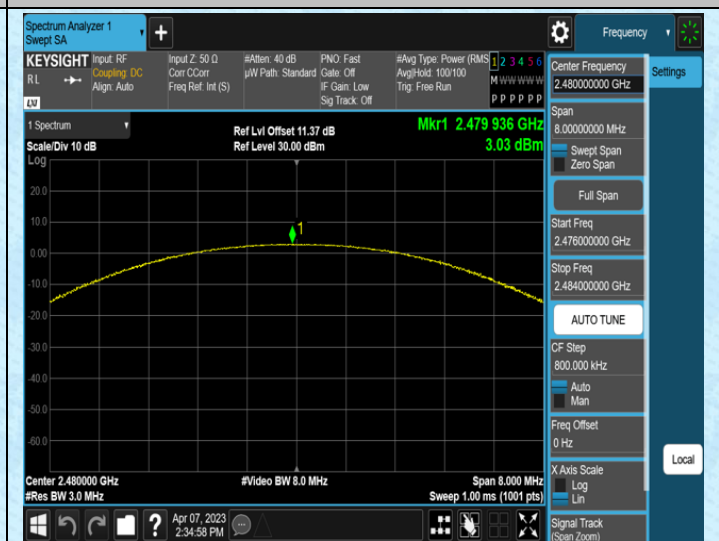 Spectrum Analyzer 1
Swept SA
Frequency
KEYSIGHT
RL
LXI
Input: RF
Coupling: DC
Align: Auto
Input Z: 50 Ω
Corr CCorr
Freq Ref: Int (S)
#Atten: 40 dB
µW Path: Standard
PNO: Fast
Gate: Off
IF Gain: Low
Sig Track: Off
#Avg Type: Power (RMS
Avg|Hold: 100/100
Trig: Free Run
1 2 3 4 5 6
M W W W W W
P P P P P P
1 Spectrum
Scale/Div 10 dB
Log
Ref Lvl Offset 11.37 dB
Ref Level 30.00 dBm
Mkr1 2.479 936 GHz
3.03 dBm
20.0
10.0
0.00
-10.0
-20.0
-30.0
-40.0
-50.0
-60.0
1
Center 2.480000 GHz
#Res BW 3.0 MHz
#Video BW 8.0 MHz
Span 8.000 MHz
Sweep 1.00 ms (1001 pts)
Apr 07, 2023
2:34:58 PM
Center Frequency
2.480000000 GHz
Settings
Span
8.00000000 MHz
Swept Span
Zero Span
Full Span
Start Freq
2.476000000 GHz
Stop Freq
2.484000000 GHz
AUTO TUNE
CF Step
800.000 kHz
Auto
Man
Freq Offset
0 Hz
X Axis Scale
Log
Lin
Local
Signal Track
(Span Zoom)